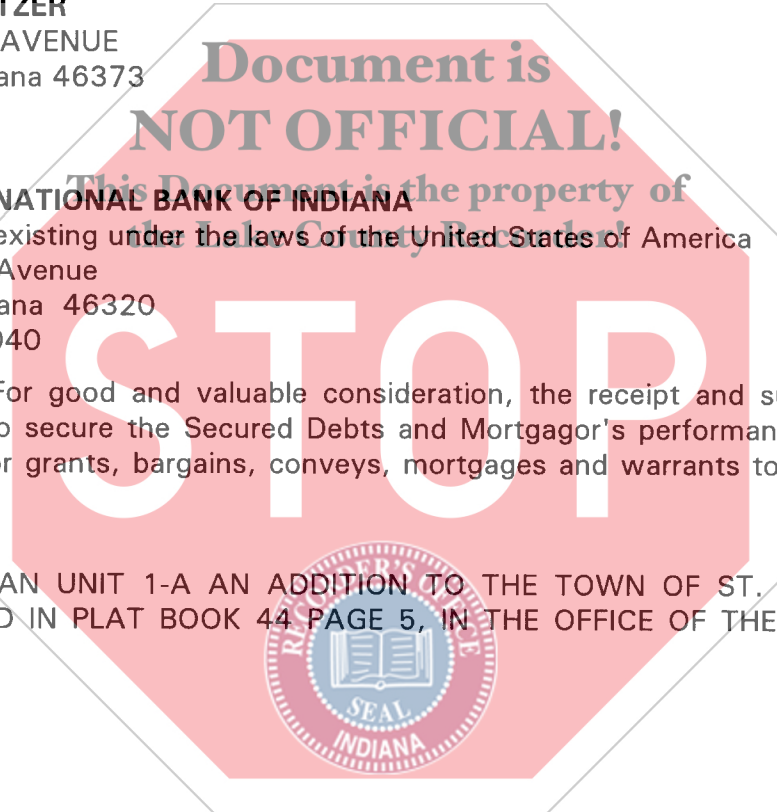 TZER
AVENUE
ana 46373
Document is
NOT OFFICIAL!
This Document is the property of
the Lake County Recorder!
NATIONAL BANK OF INDIANA
existing under the laws of the United States of America
Avenue
ana 46320
040
STOP
For good and valuable consideration, the receipt and su
o secure the Secured Debts and Mortgagor's performan
or grants, bargains, conveys, mortgages and warrants to
AN UNIT 1-A AN ADDITION TO THE TOWN OF ST.
D IN PLAT BOOK 44 PAGE 5, IN THE OFFICE OF THE
RECORDER'S OFFICE
SEAL
INDIANA